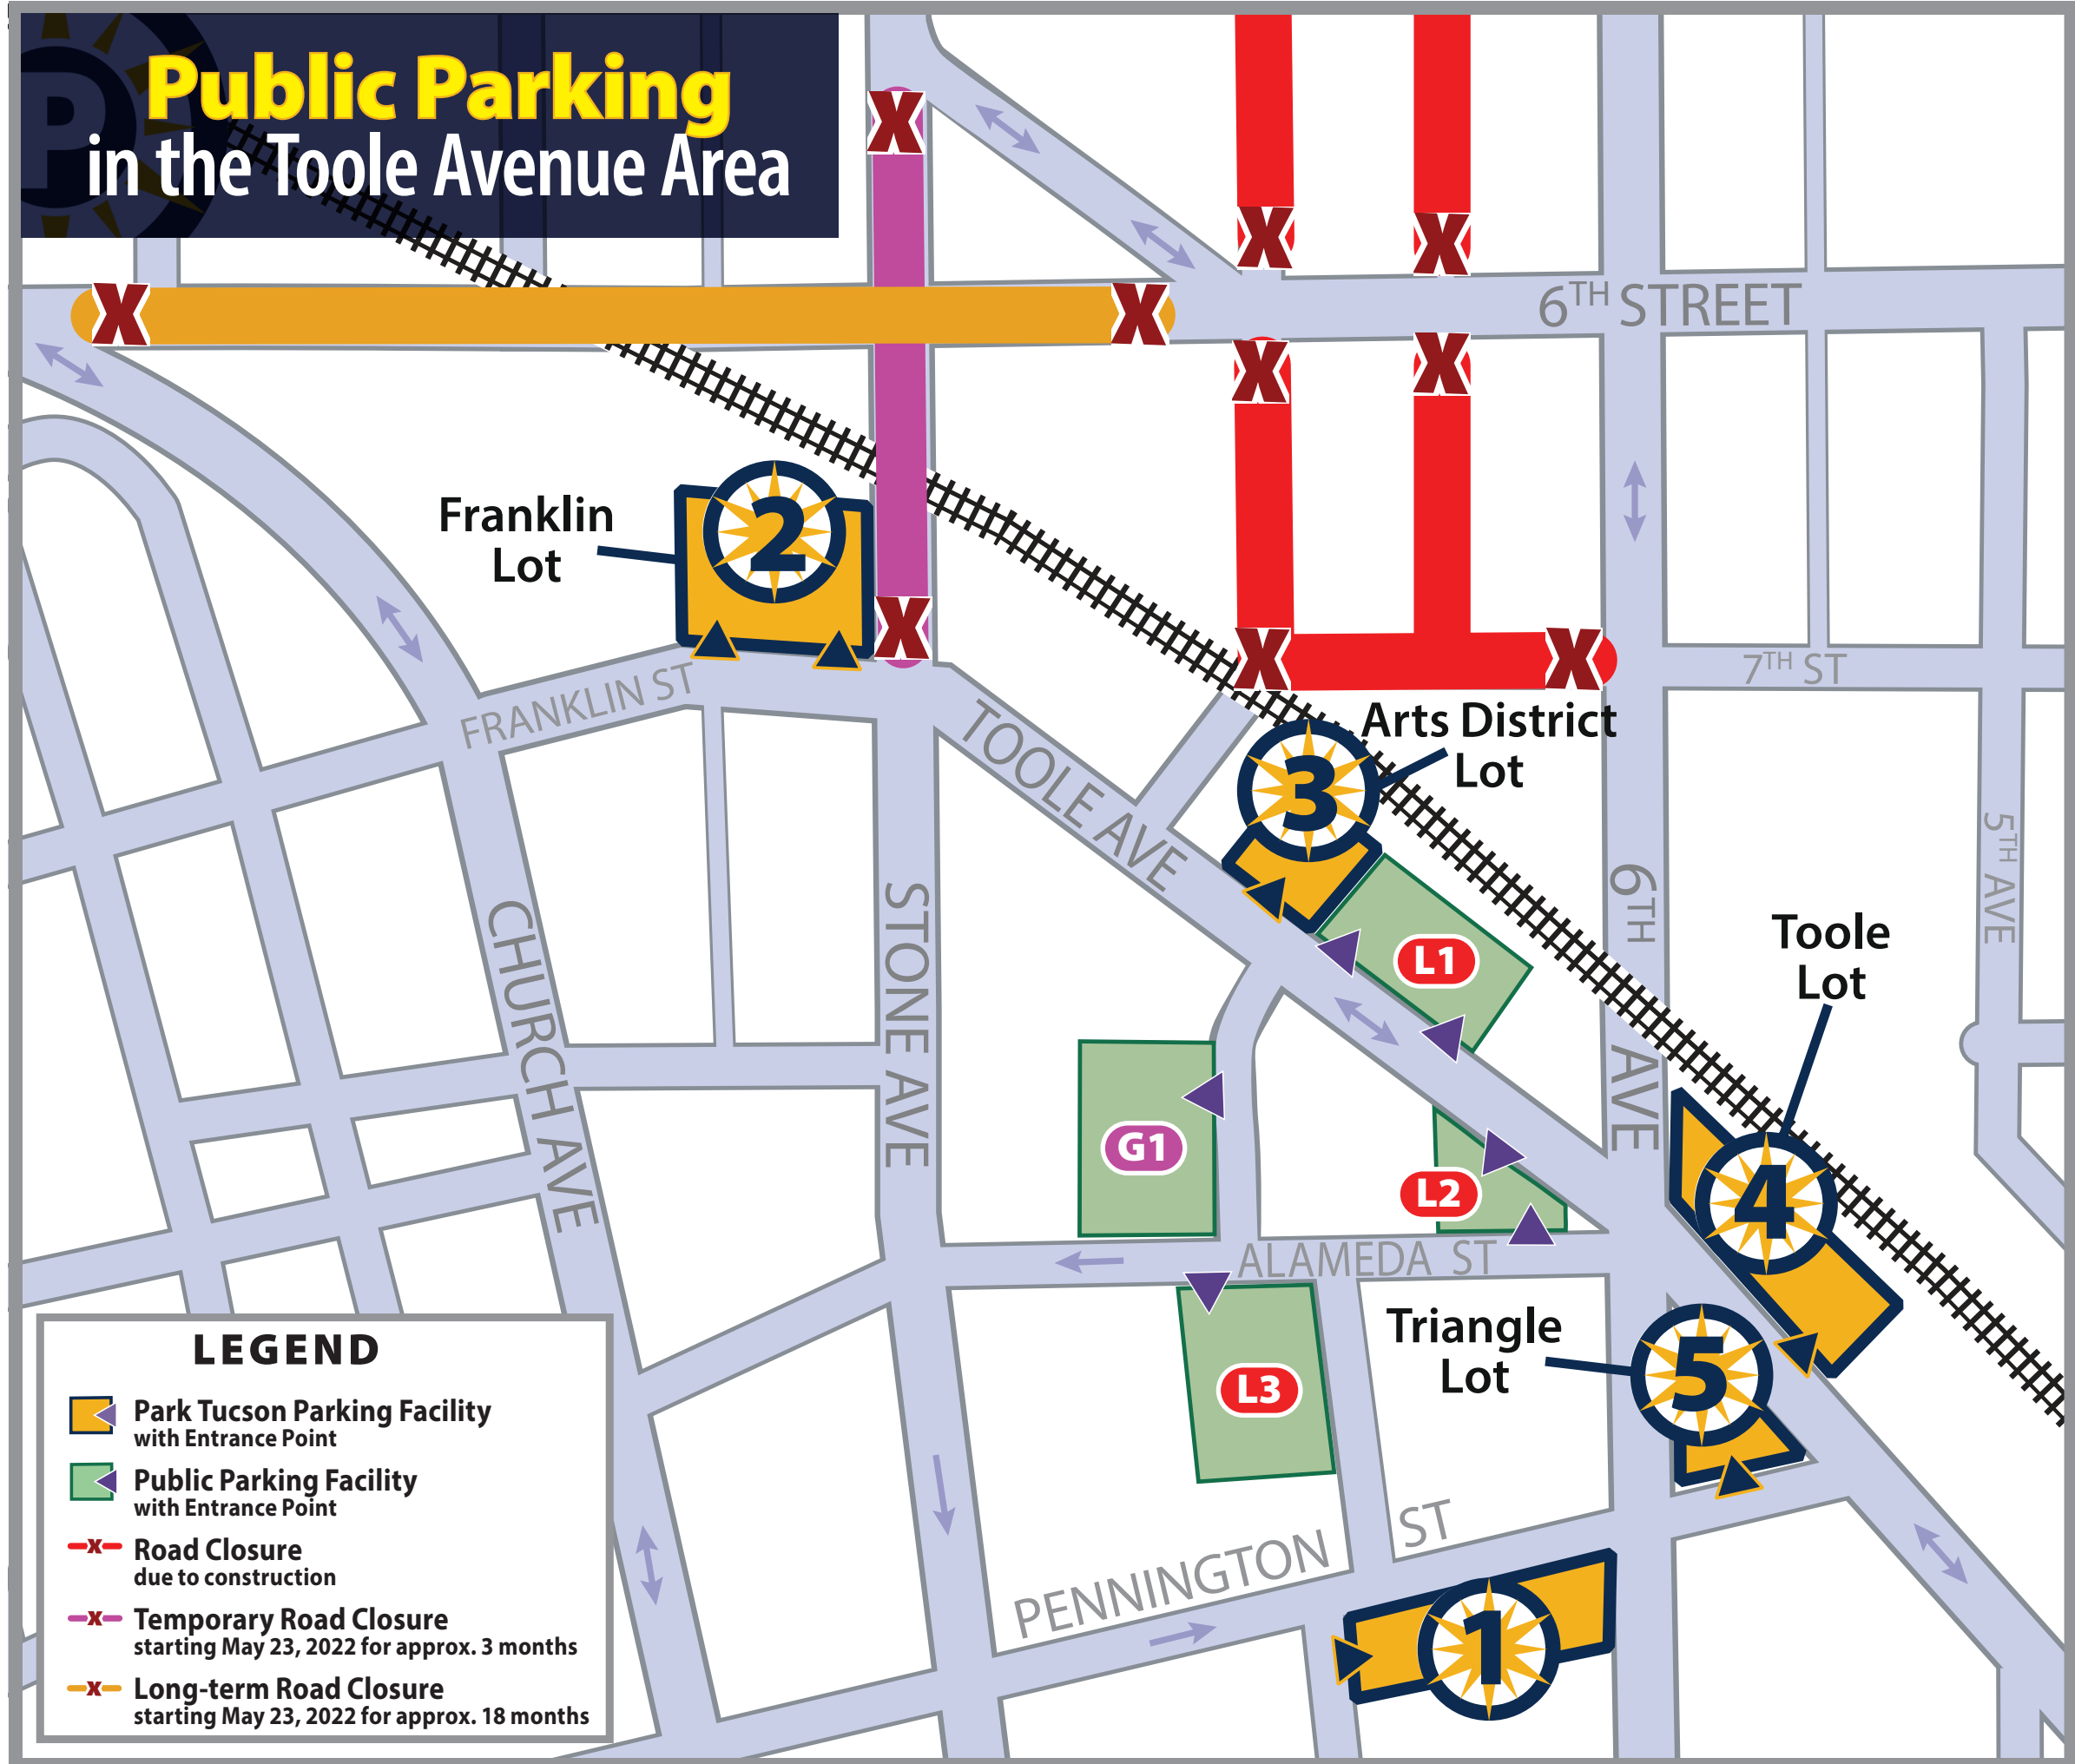 P
Public Parking
in the Toole Avenue Area
6TH STREET
Franklin
Lot
2
FRANKLIN ST
7TH ST
TOOLE AVE
Arts District
Lot
3
STONE AVE
CHURCH AVE
6TH AVE
5TH AVE
L1
Toole
Lot
4
G1
L2
ALAMEDA ST
Triangle
Lot
5
L3
PENNINGTON ST
1
LEGEND
Park Tucson Parking Facility
with Entrance Point
Public Parking Facility
with Entrance Point
X Road Closure
due to construction
X Temporary Road Closure
starting May 23, 2022 for approx. 3 months
X Long-term Road Closure
starting May 23, 2022 for approx. 18 months